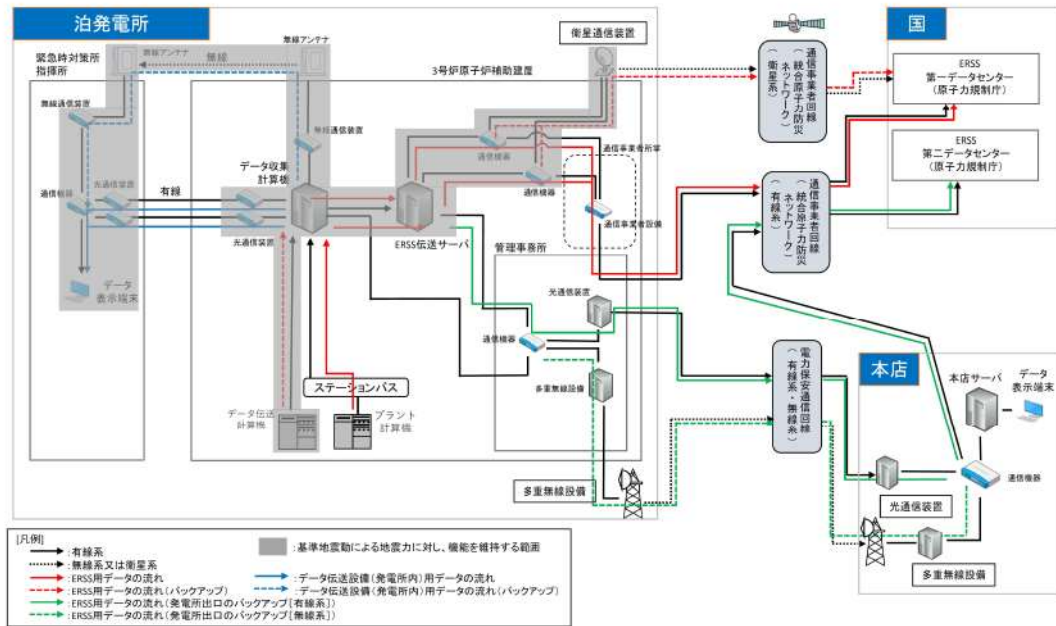 泊発電所
緊急時対策所
指揮所
無線アンテナ
無線
無線アンテナ
衛星通信装置
3号炉原子炉補助建屋
無線通信装置
無線通信装置
データ収集
計算機
通信機器
光通信装置
有線
光通信装置
ERSS伝送サーバ
通信機器
通信機器
通信事業者所掌
通信事業者設備
データ
表示端末
ステーションバス
データ伝送
計算機
プラント
計算機
管理事務所
光通信装置
通信機器
多重無線設備
多重無線設備
通信事業者回線
(統合原子力防災
ネットワーク)
衛星系
通信事業者回線
(統合原子力防災
ネットワーク)
有線系
電力保安通信回線
(有線系・無線系)
国
ERSS
第一データセンター
(原子力規制庁)
ERSS
第二データセンター
本店
本店サーバ
データ
表示端末
通信機器
光通信装置
多重無線設備
[凡例]
:有線系
:無線系又は衛星系
:ERSS用データの流れ
:ERSS用データの流れ(バックアップ)
:ERSS用データの流れ(発電所出口のバックアップ[有線系])
:ERSS用データの流れ(発電所出口のバックアップ[無線系])
:基準地震動による地震力に対し、機能を維持する範囲
:データ伝送設備(発電所内)用データの流れ
:データ伝送設備(発電所内)用データの流れ(バックアップ)